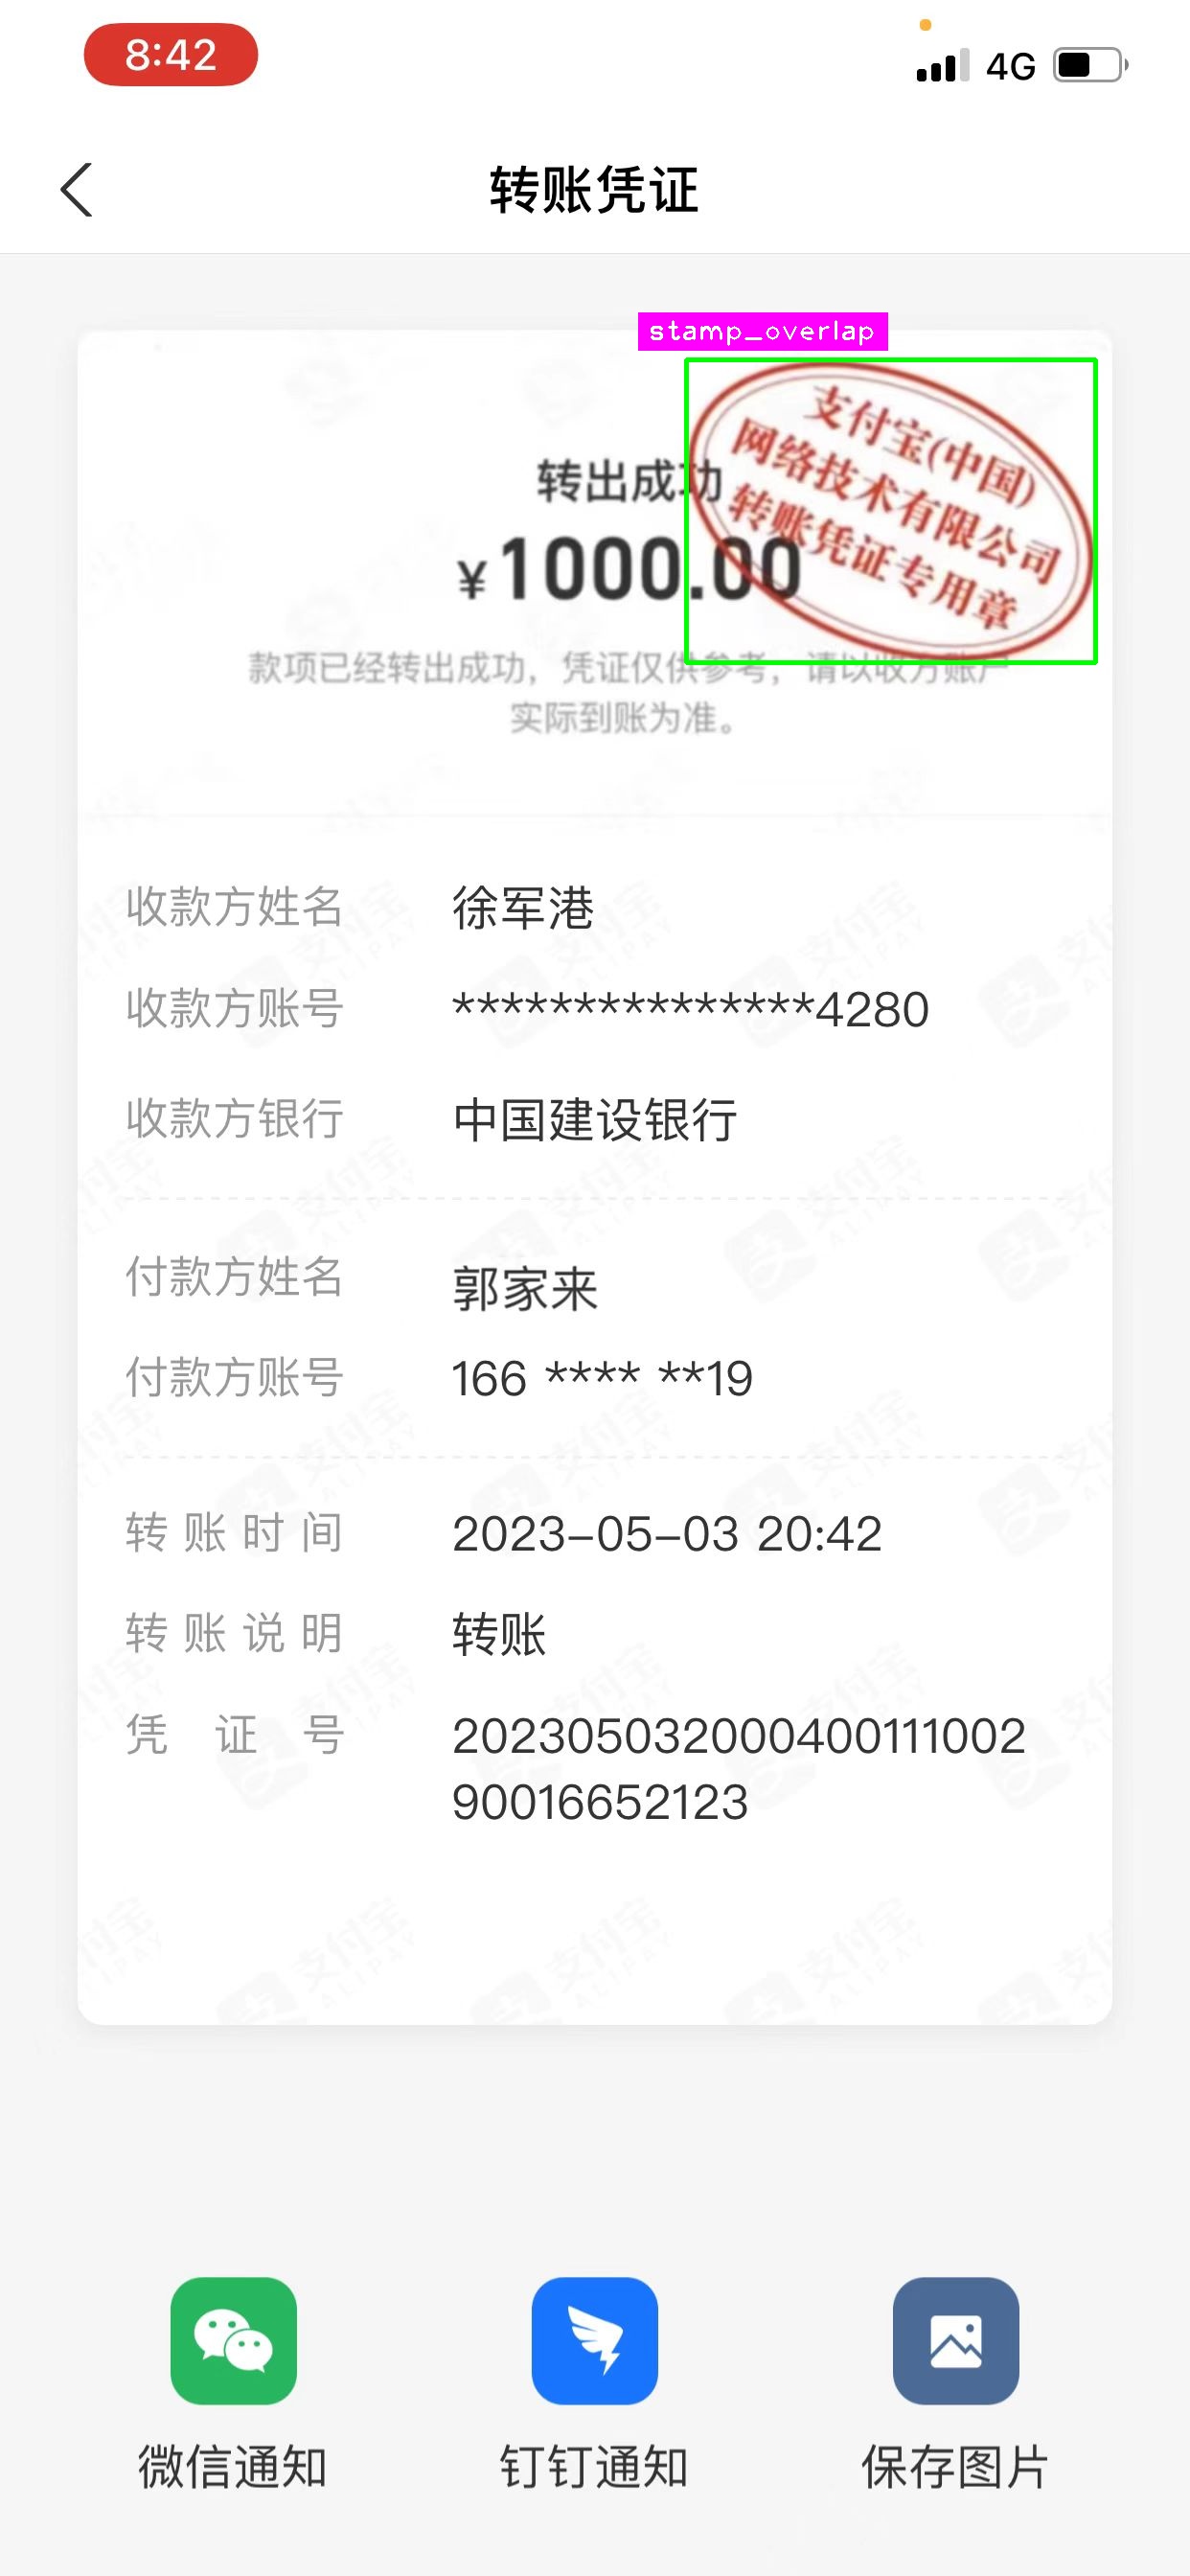 8:42
4G
转账凭证
stamp_overlap
支付宝(中国)
网络技术有限公司
转账凭证专用章
转出成功
¥1000.00
款项已经转出成功，凭证仅供参考，请以收方账户
实际到账为准。
收款方姓名 徐军港
收款方账号 ***************4280
收款方银行 中国建设银行
付款方姓名 郭家来
付款方账号 166 **** **19
转账时间 2023-05-03 20:42
转账说明 转账
凭证号 202305032000400111002
90016652123
微信通知 钉钉通知 保存图片
支付宝
ALIPAY